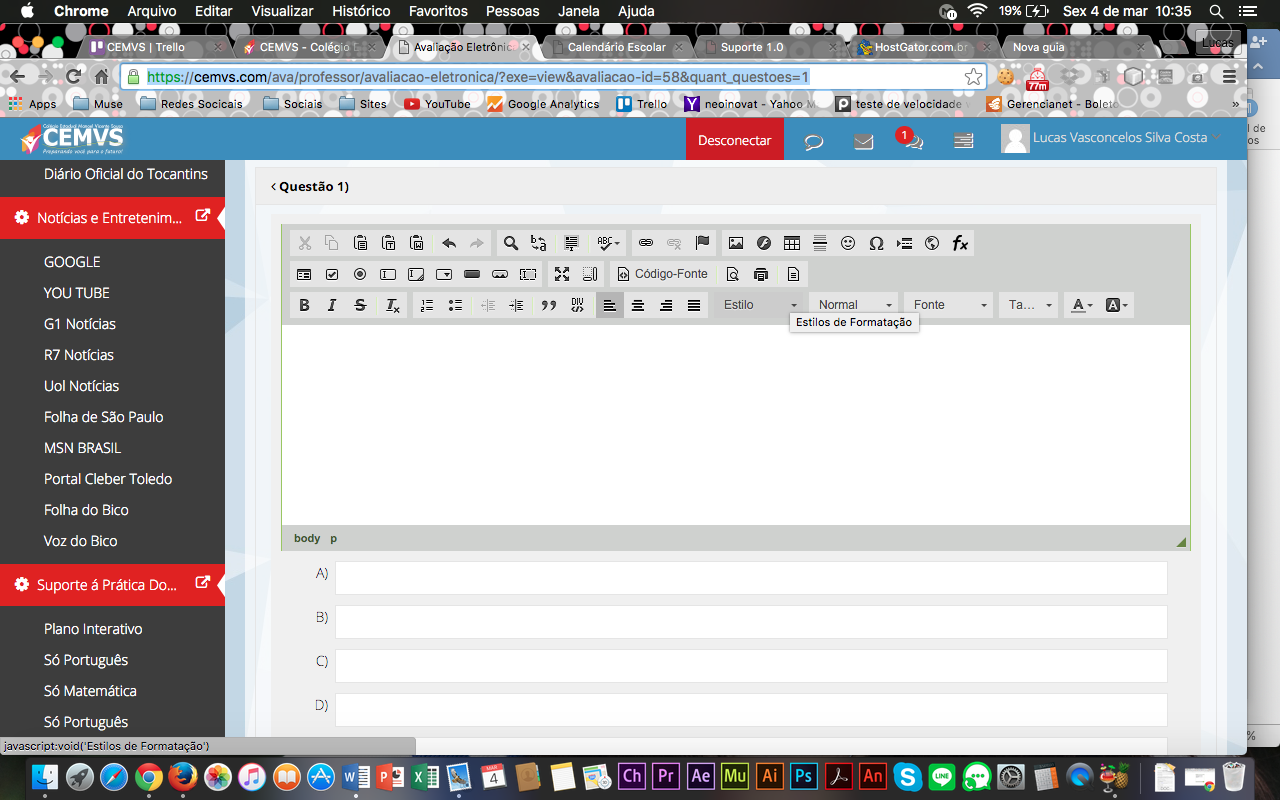 Chrome Arquivo Editar Visualizar Histórico Favoritos Pessoas Janela Ajuda 19% Sex 4 de mar 10:35
CEMVS | Trello CEMVS - Colégio E Avaliação Eletrônic Calendário Escolar Suporte 1.0 HostGator.com.br Nova guia Lucas
https://cemvs.com/ava/professor/avaliacao-eletronica/?exe=view&avaliacao-id=58&quant_questoes=1 77m
Apps Muse Redes Socicais Sociais Sites YouTube Google Analytics Trello neoinovat - Yahoo M teste de velocidade Gerencianet - Boleto »
CEMVS
Preparando você para o futuro!
Desconectar 1 Lucas Vasconcelos Silva Costa
Diário Oficial do Tocantins
Notícias e Entretenim...
GOOGLE
YOU TUBE
G1 Notícias
R7 Notícias
Uol Notícias
Folha de São Paulo
MSN BRASIL
Portal Cleber Toledo
Folha do Bico
Voz do Bico
Suporte á Prática Do...
Plano Interativo
Só Português
Só Matemática
Só Português
‹ Questão 1)
Código-Fonte
Estilo Normal Fonte Ta...
Estilos de Formatação
body p
A)
B)
C)
D)
javascript:void('Estilos de Formatação')